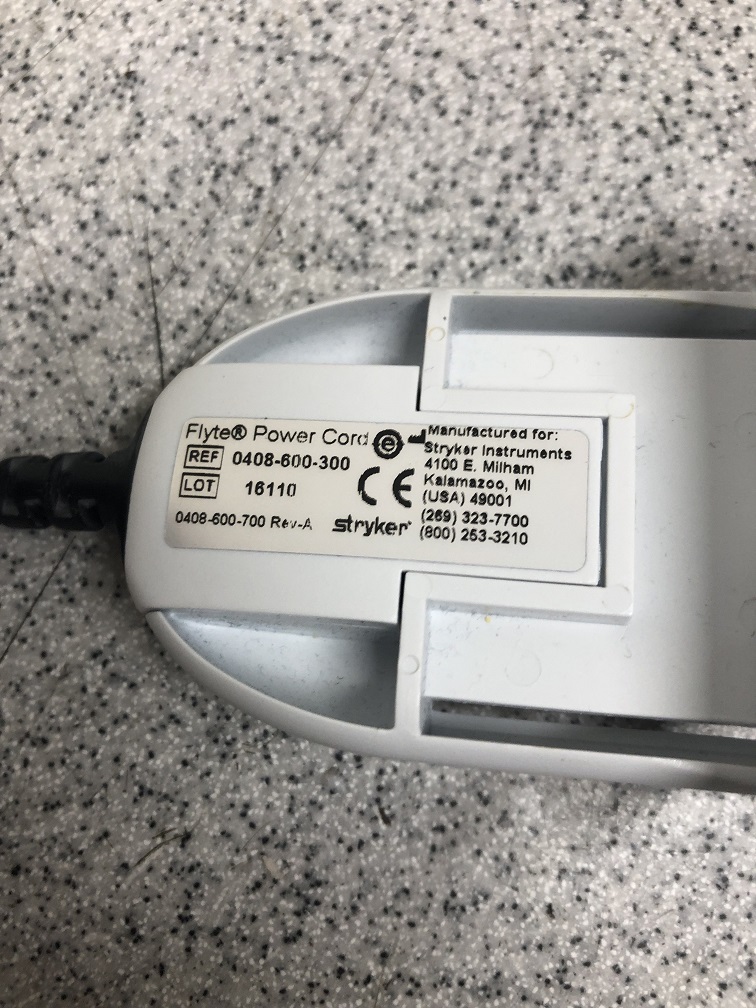 Flyte® Power Cord
REF 0408-600-300
LOT 16110
0408-600-700 Rev-A
CE
stryker
Manufactured for:
Stryker Instruments
4100 E. Milham
Kalamazoo, MI
(USA) 49001
(269) 323-7700
(800) 253-3210